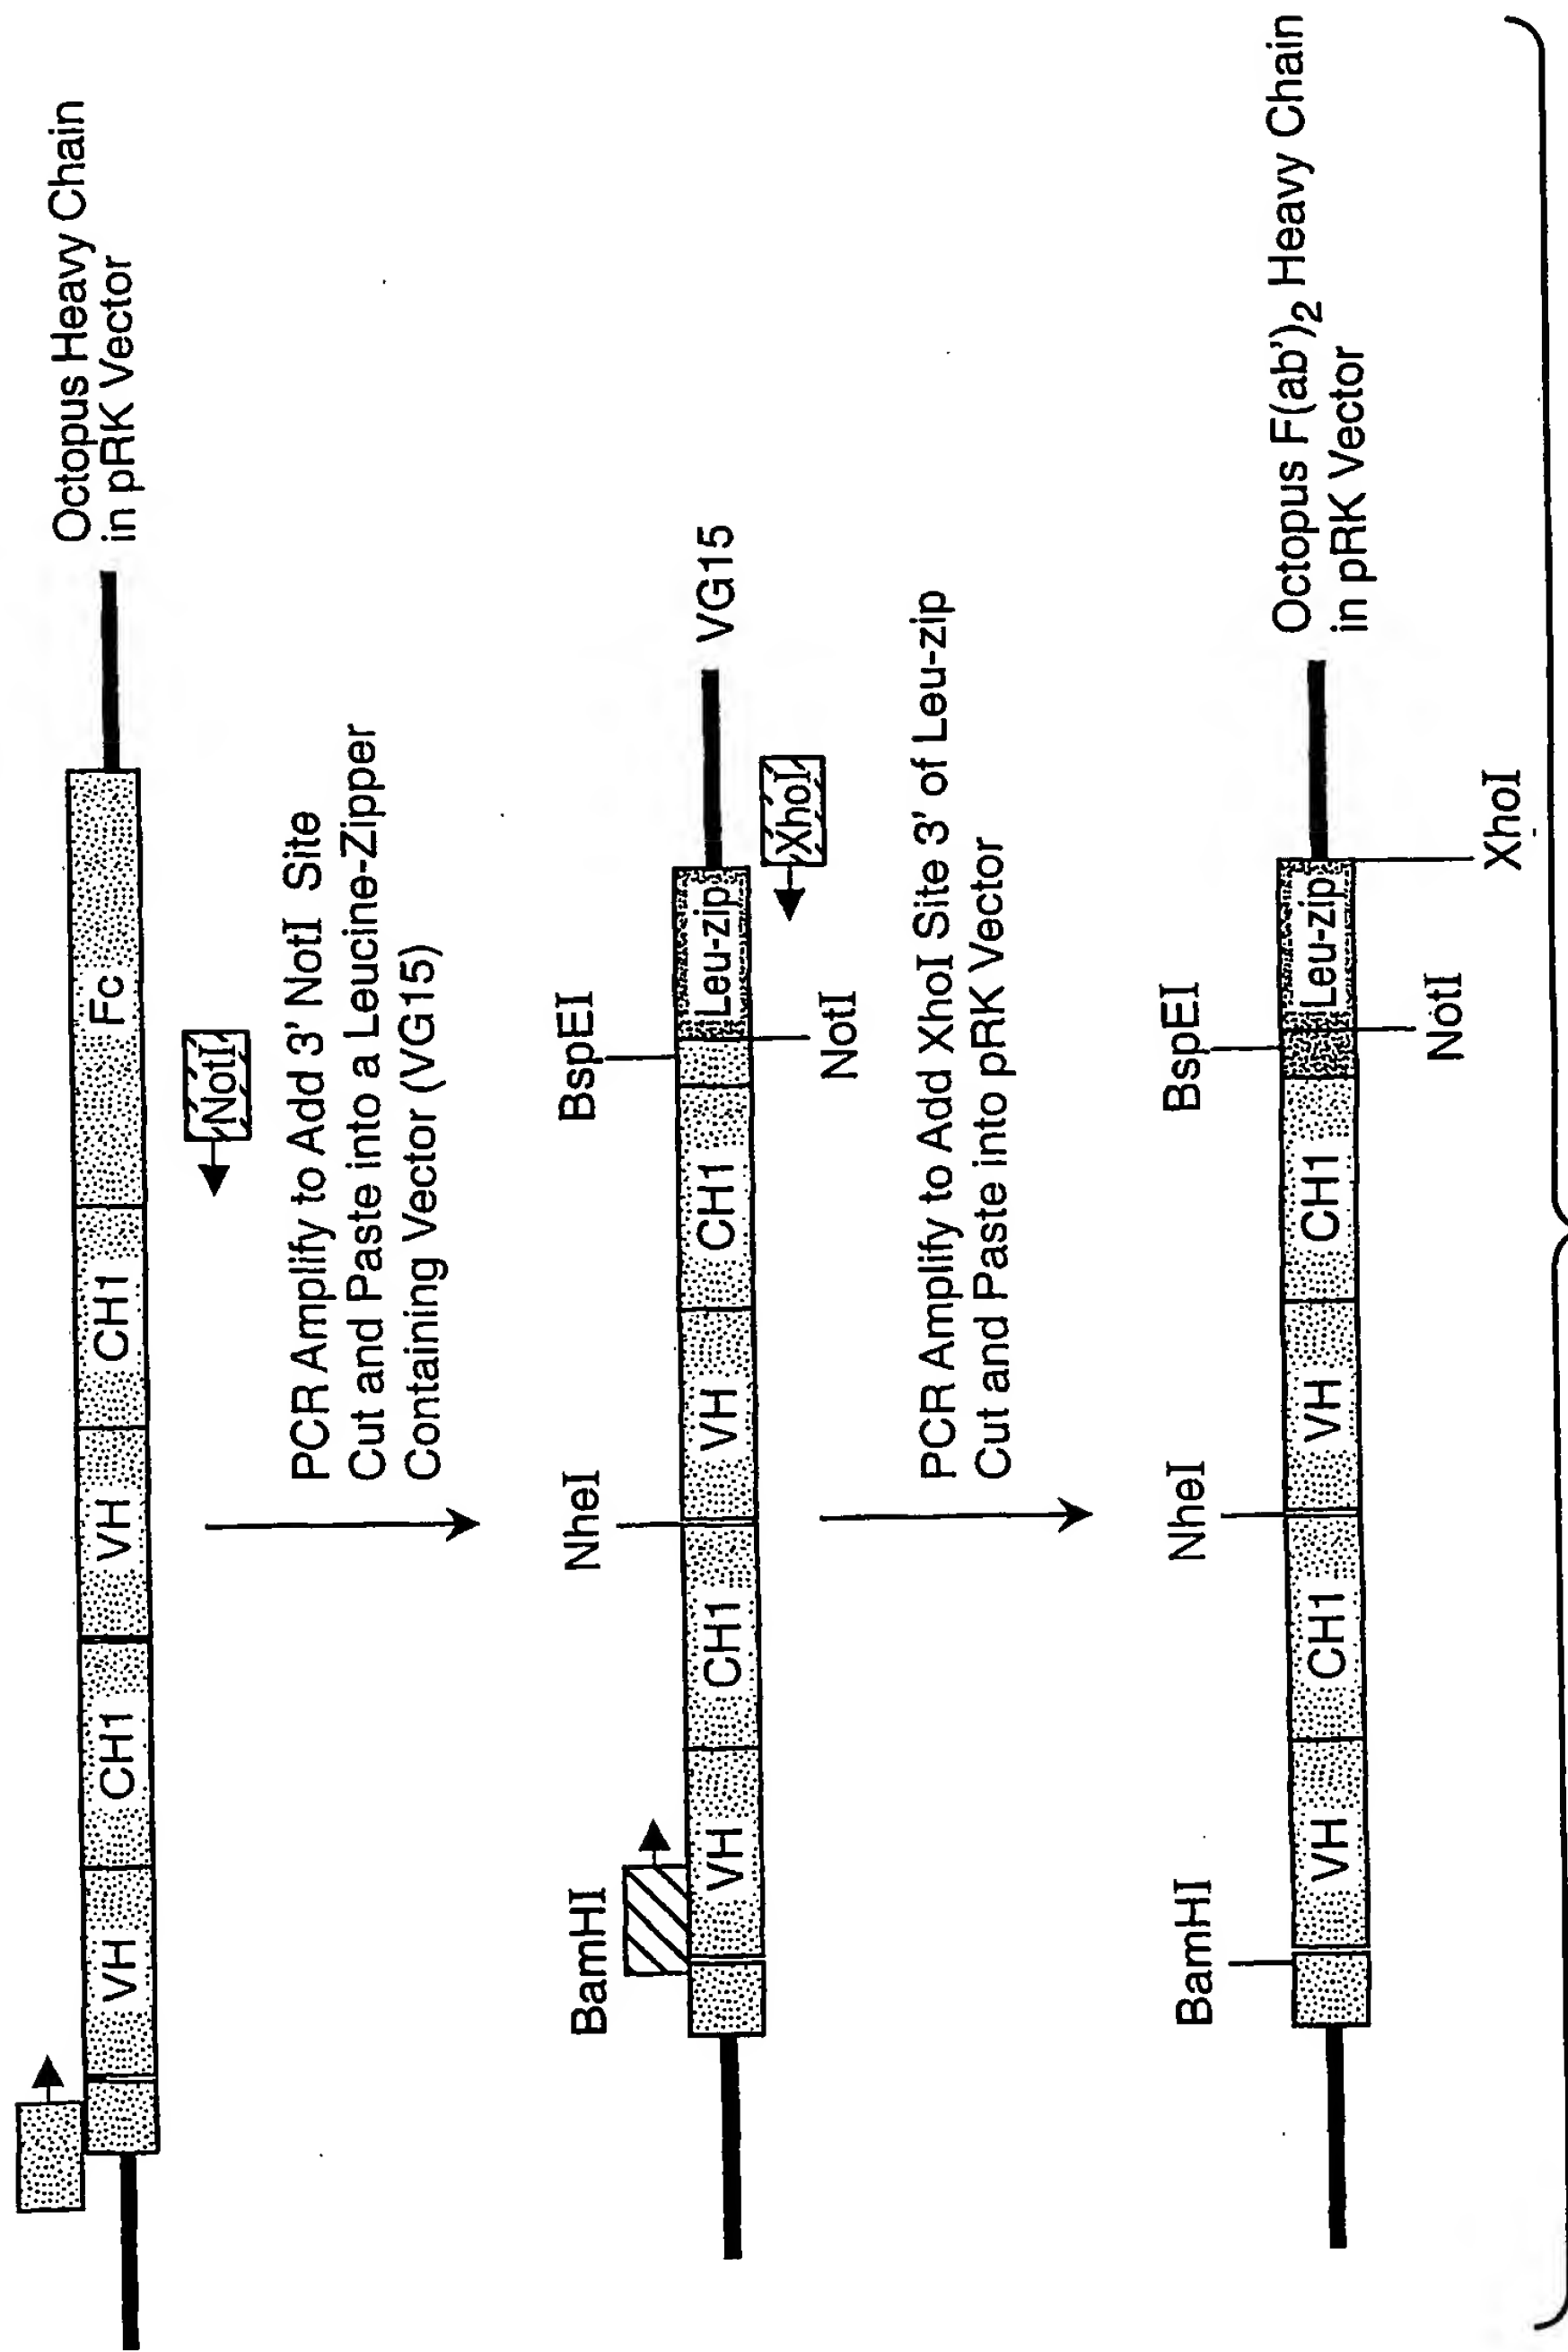 Octopus Heavy Chain
in pRK Vector
VH CH1 VH CH1 Fc
NotI
PCR Amplify to Add 3' NotI Site
Cut and Paste into a Leucine-Zipper
Containing Vector (VG15)
BamHI NheI BspEI
VH CH1 VH CH1 Leu-zip VG15
NotI XhoI
PCR Amplify to Add XhoI Site 3' of Leu-zip
Cut and Paste into pRK Vector
BamHI NheI BspEI
VH CH1 VH CH1 Leu-zip
Octopus F(ab')2 Heavy Chain
in pRK Vector
NotI XhoI